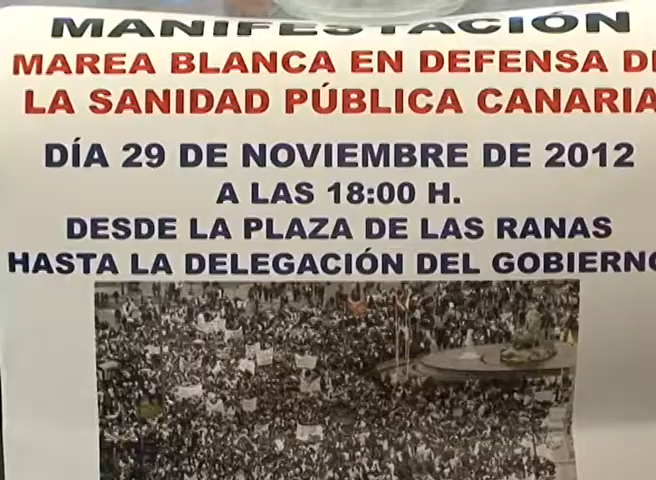 MANIFESTACIÓN
MAREA BLANCA EN DEFENSA DE
LA SANIDAD PÚBLICA CANARIA
DÍA 29 DE NOVIEMBRE DE 2012
A LAS 18:00 H.
DESDE LA PLAZA DE LAS RANAS
HASTA LA DELEGACIÓN DEL GOBIERNO